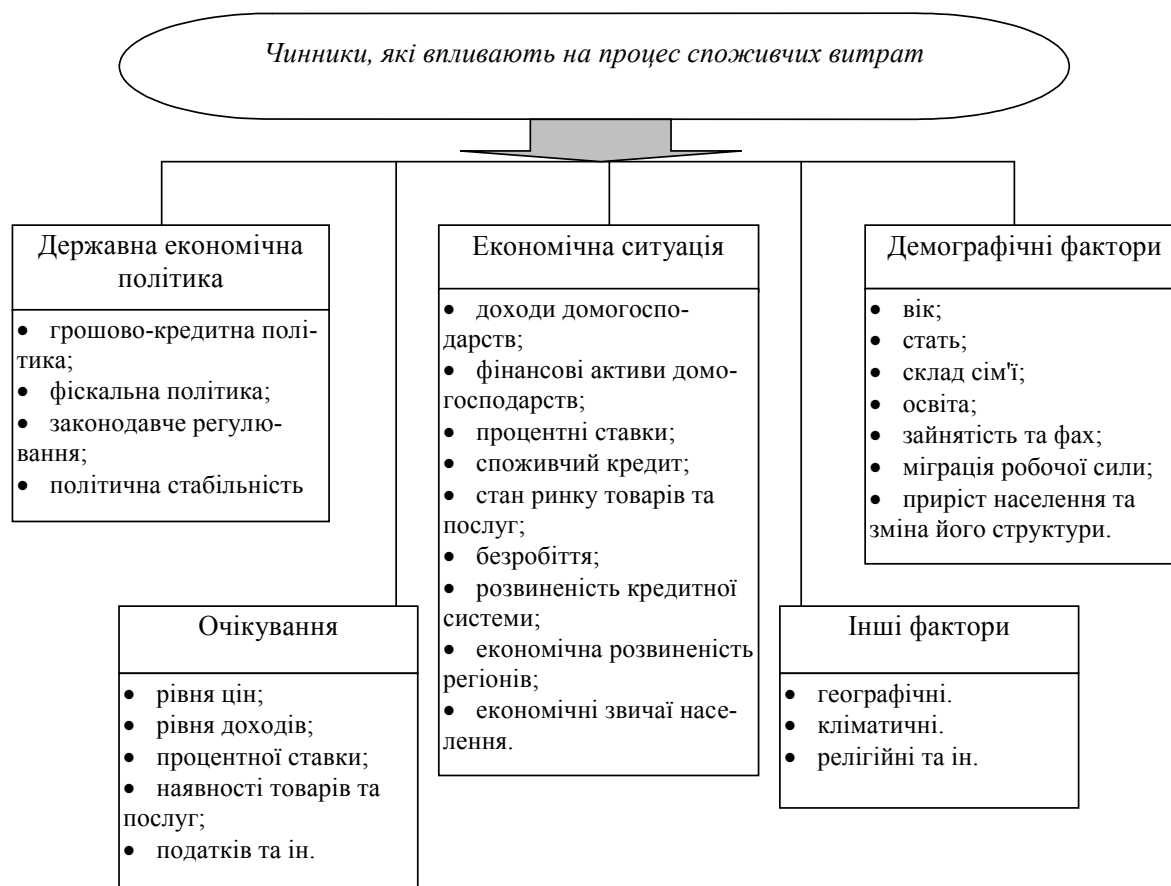 Чинники, які впливають на процес споживчих витрат
Державна економічна
політика
• грошово-кредитна полі-
тика;
• фіскальна політика;
• законодавче регулю-
вання;
• політична стабільність
Економічна ситуація
• доходи домогоспо-
дарств;
• фінансові активи домо-
господарств;
• процентні ставки;
• споживчий кредит;
• стан ринку товарів та
послуг;
• безробіття;
• розвиненість кредитної
системи;
• економічна розвиненість
регіонів;
• економічні звичаї насе-
лення.
Демографічні фактори
• вік;
• стать;
• склад сім'ї;
• освіта;
• зайнятість та фах;
• міграція робочої сили;
• приріст населення та
зміна його структури.
Очікування
• рівня цін;
• рівня доходів;
• процентної ставки;
• наявності товарів та
послуг;
• податків та ін.
Інші фактори
• географічні.
• кліматичні.
• релігійні та ін.